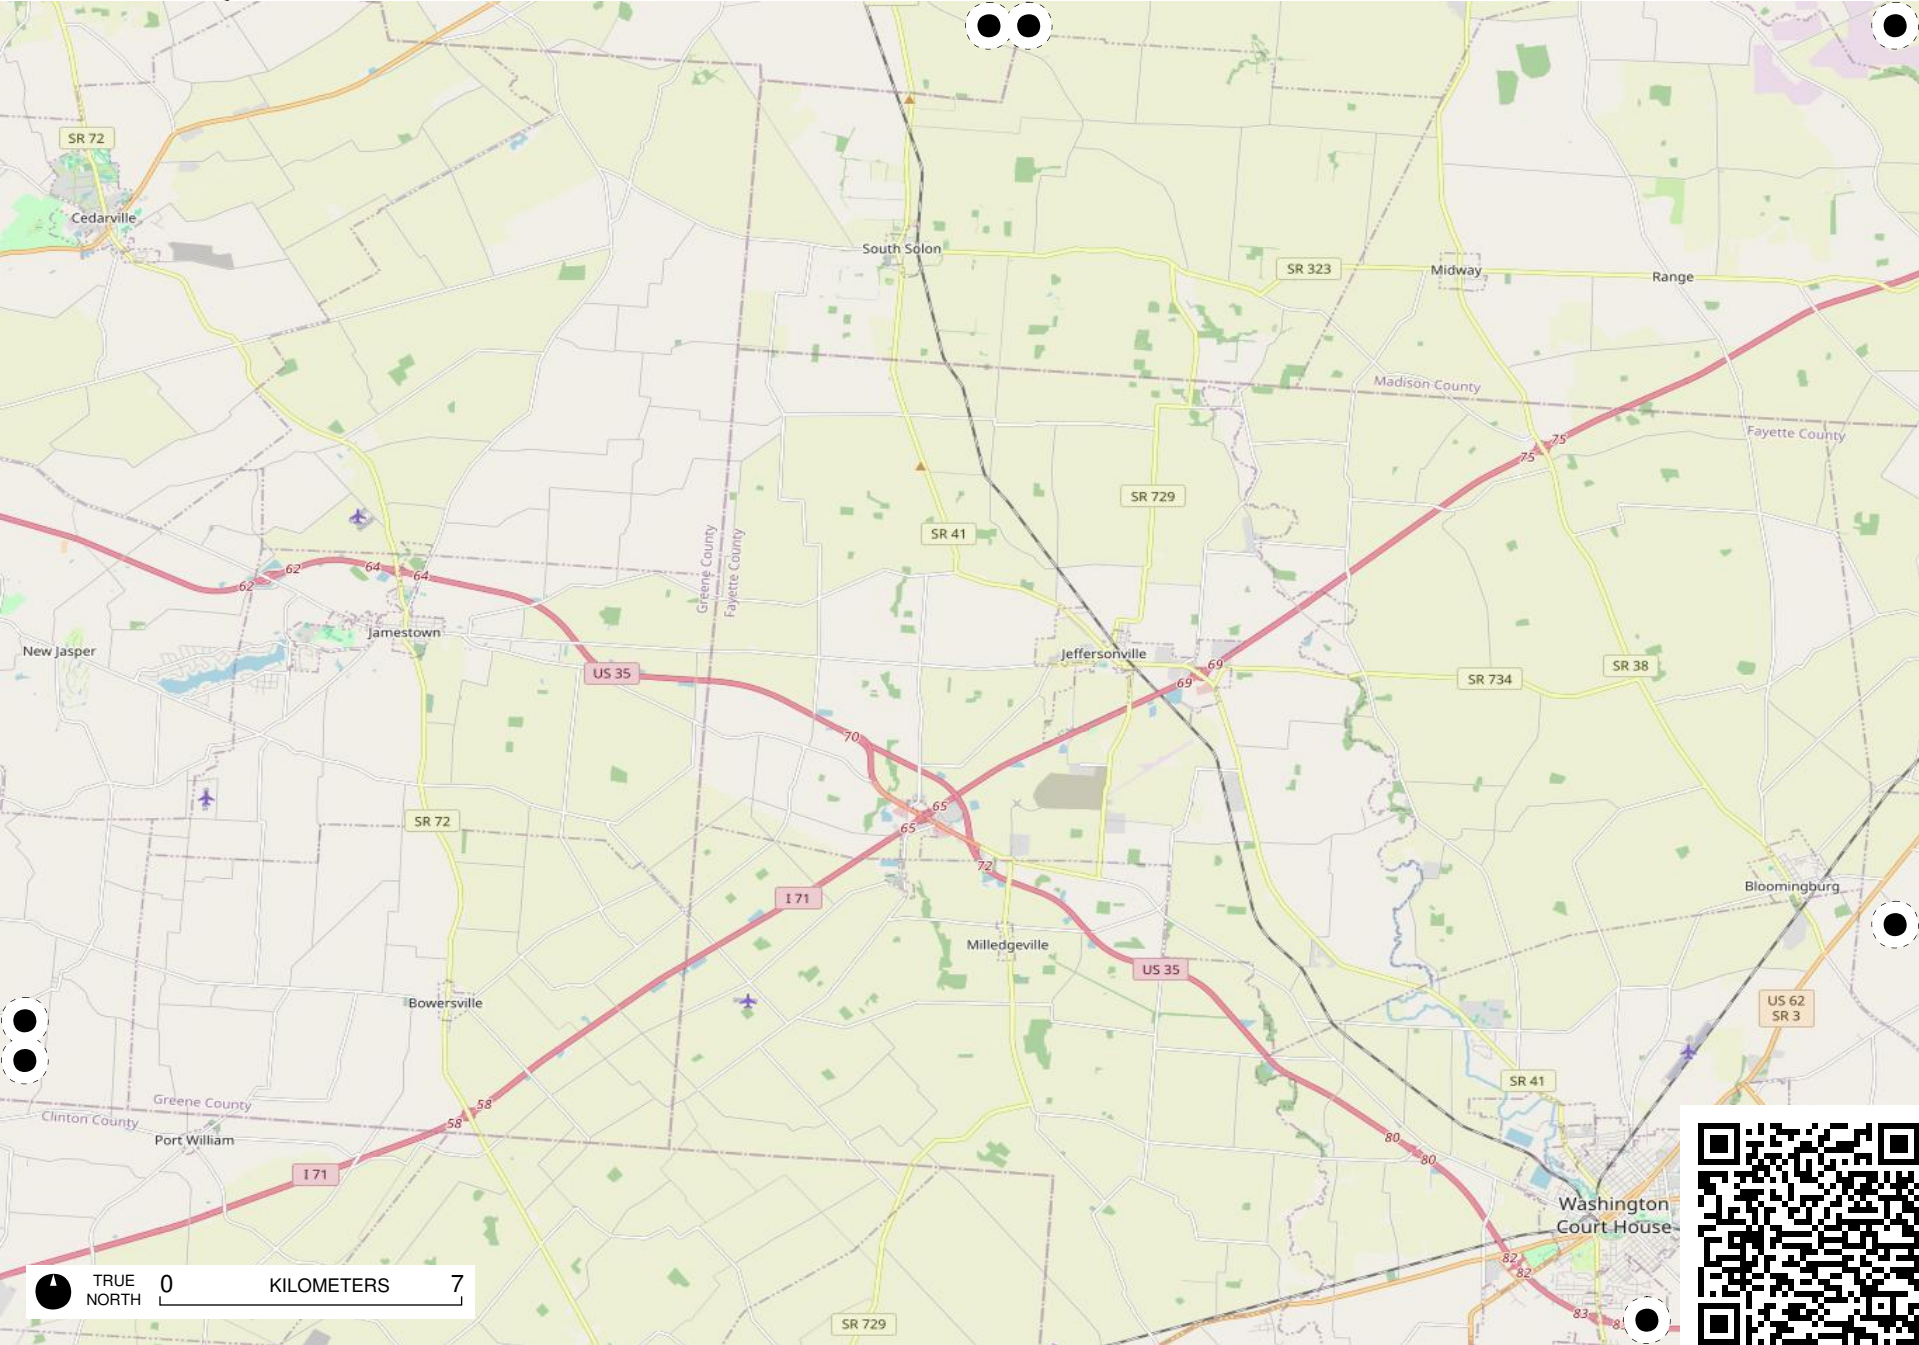 SR 72
Cedarville
South Solon
SR 323
Midway
Range
Madison County
Fayette County
75
75
SR 729
SR 41
Greene County
Fayette County
62
62
64
64
Jamestown
New Jasper
US 35
Jeffersonville
69
69
SR 734
SR 38
70
65
65
72
SR 72
I 71
Bloomingburg
Milledgeville
US 35
Bowersville
US 62
SR 3
SR 41
58
58
Greene County
Clinton County
Port William
I 71
80
80
Washington
Court House
82
82
83
SR 729
TRUE
NORTH
0
KILOMETERS
7